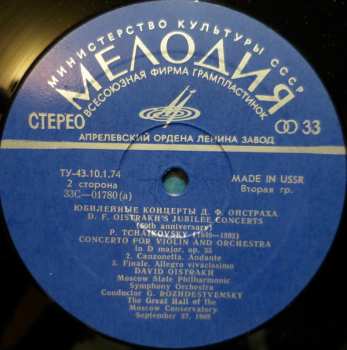 МИНИСТЕРСТВО КУЛЬТУРЫ СССР
МЕЛОДИЯ
ВСЕСОЮЗНАЯ ФИРМА ГРАМПЛАСТИНОК
СТЕРЕО
33
АПРЕЛЕВСКИЙ ОРДЕНА ЛЕНИНА ЗАВОД
ТУ-43.10.1.74
MADE IN USSR
2 сторона
Вторая гр.
33С—01780(а)
ЮБИЛЕЙНЫЕ КОНЦЕРТЫ Д. Ф. ОЙСТРАХА
D. F. OISTRAKH'S JUBILEE CONCERTS
(60th anniversary)
P. TCHAIKOVSKY (1840—1893)
CONCERTO FOR VIOLIN AND ORCHESTRA
in D major, op. 35
2. Canzonetta. Andante
3. Finale. Allegro vivacissimo
DAVID OISTRAKH
Moscow State Philharmonic
Symphony Orchestra
Conductor G. ROZHDESTVENSKY
The Great Hall of the
Moscow Conservatory
September 27, 1968